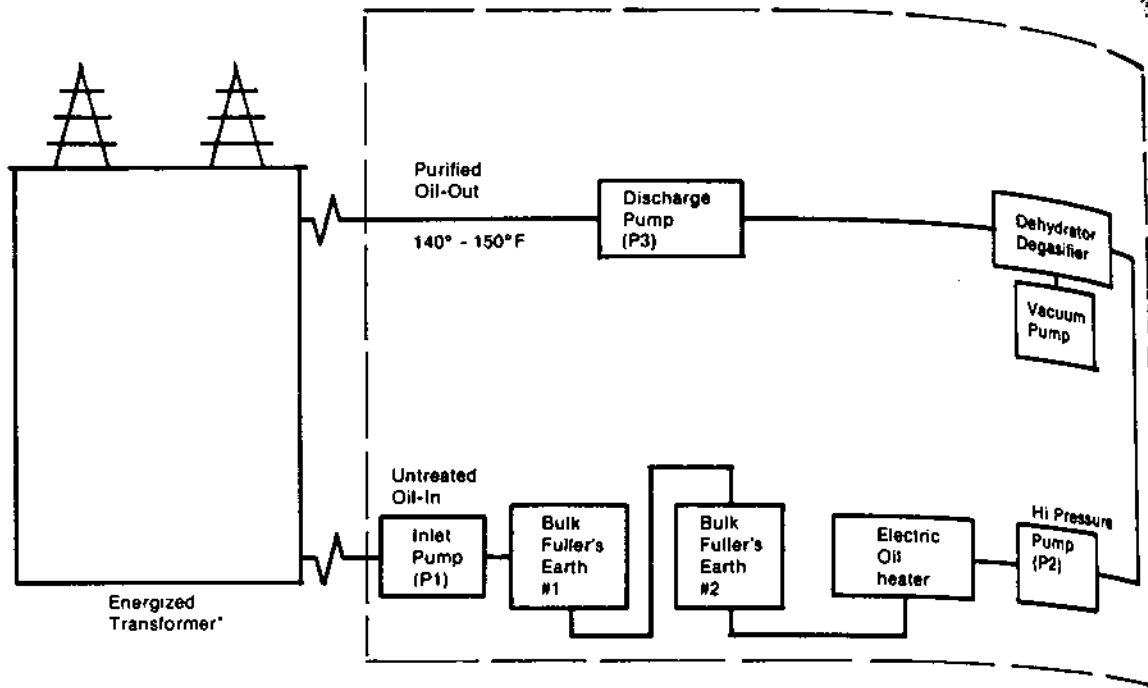 Purified
Oil-Out
140° - 150°F
Discharge
Pump
(P3)
Dehydrator
Degasifier
Vacuum
Pump
Untreated
Oil-In
Inlet
Pump
(P1)
Bulk
Fuller's
Earth
#1
Bulk
Fuller's
Earth
#2
Electric
Oil
heater
Hi Pressure
Pump
(P2)
Energized
Transformer*